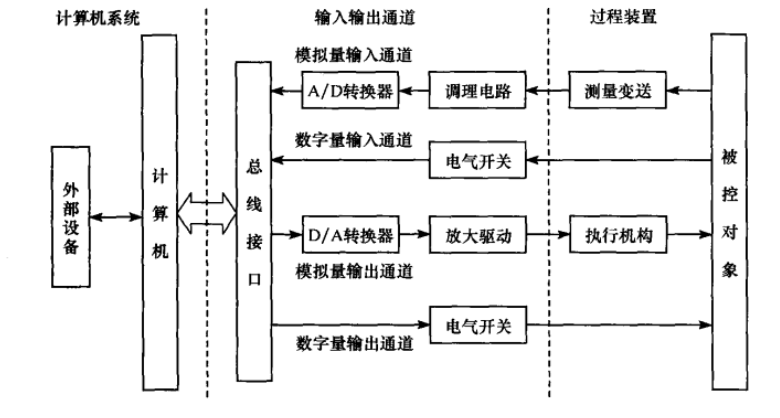 计算机系统
输入输出通道
过程装置
模拟量输入通道
A/D转换器
调理电路
测量变送
数字量输入通道
电气开关
外部设备
计算机
总线接口
被控对象
D/A转换器
放大驱动
执行机构
模拟量输出通道
电气开关
数字量输出通道